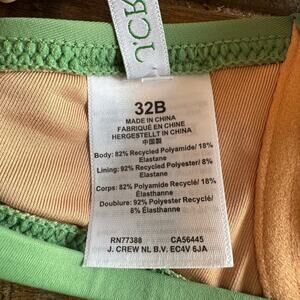 J.CR
32B
MADE IN CHINA
FABRIQUÉ EN CHINE
HERGESTELLT IN CHINA
中国製
Body: 82% Recycled Polyamide/ 18%
Elastane
Lining: 92% Recycled Polyester/ 8%
Elastane
Corps: 82% Polyamide Recyclé/ 18%
Élasthanne
Doublure: 92% Polyester Recyclé/
8% Élasthanne
RN77388 CA56445
J. CREW NL B.V. EC4V 6JA